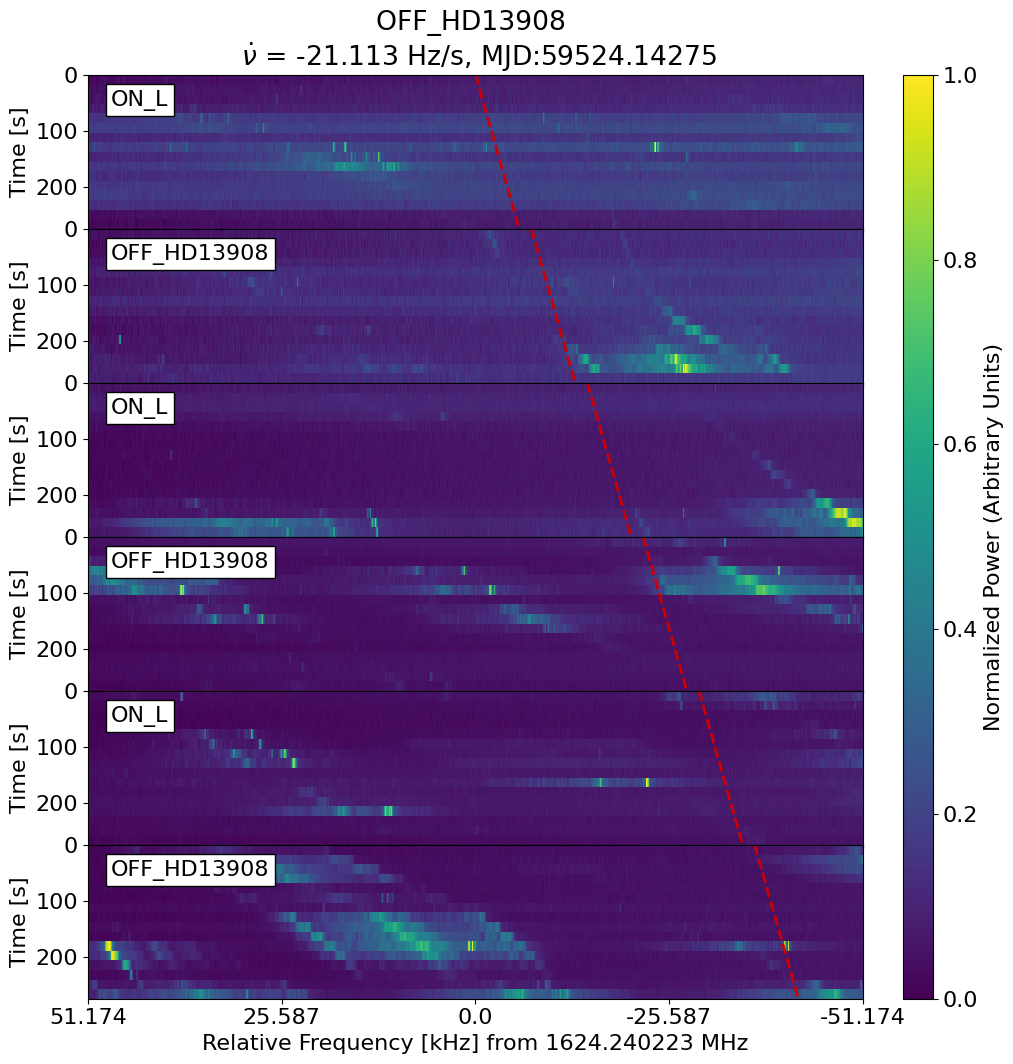 OFF_HD13908
ν̇ = -21.113 Hz/s, MJD:59524.14275
0
100
200
Time [s]
ON_L
0
100
200
Time [s]
OFF_HD13908
0
100
200
Time [s]
ON_L
0
100
200
Time [s]
OFF_HD13908
0
100
200
Time [s]
ON_L
0
100
200
Time [s]
OFF_HD13908
51.174 25.587 0.0 -25.587 -51.174
Relative Frequency [kHz] from 1624.240223 MHz
1.0
0.8
0.6
0.4
0.2
0.0
Normalized Power (Arbitrary Units)